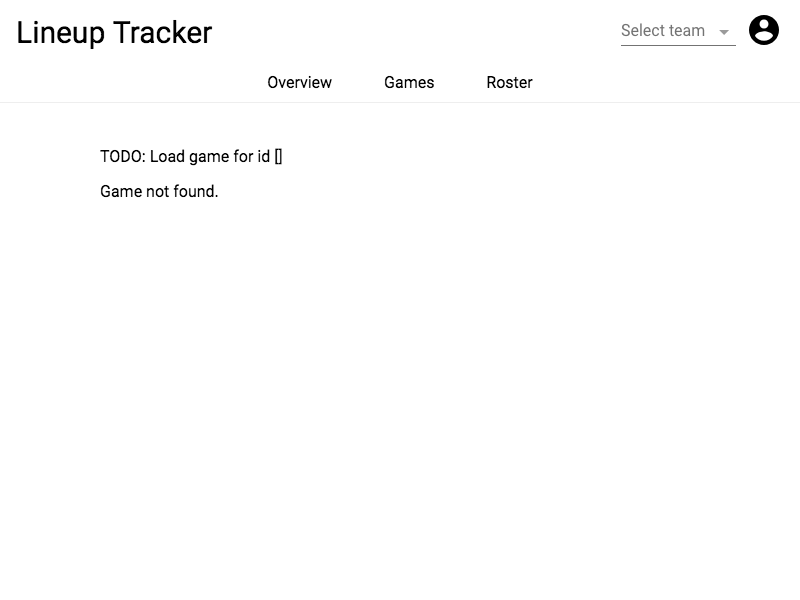 Lineup Tracker
Select team
Overview Games Roster
TODO: Load game for id []
Game not found.